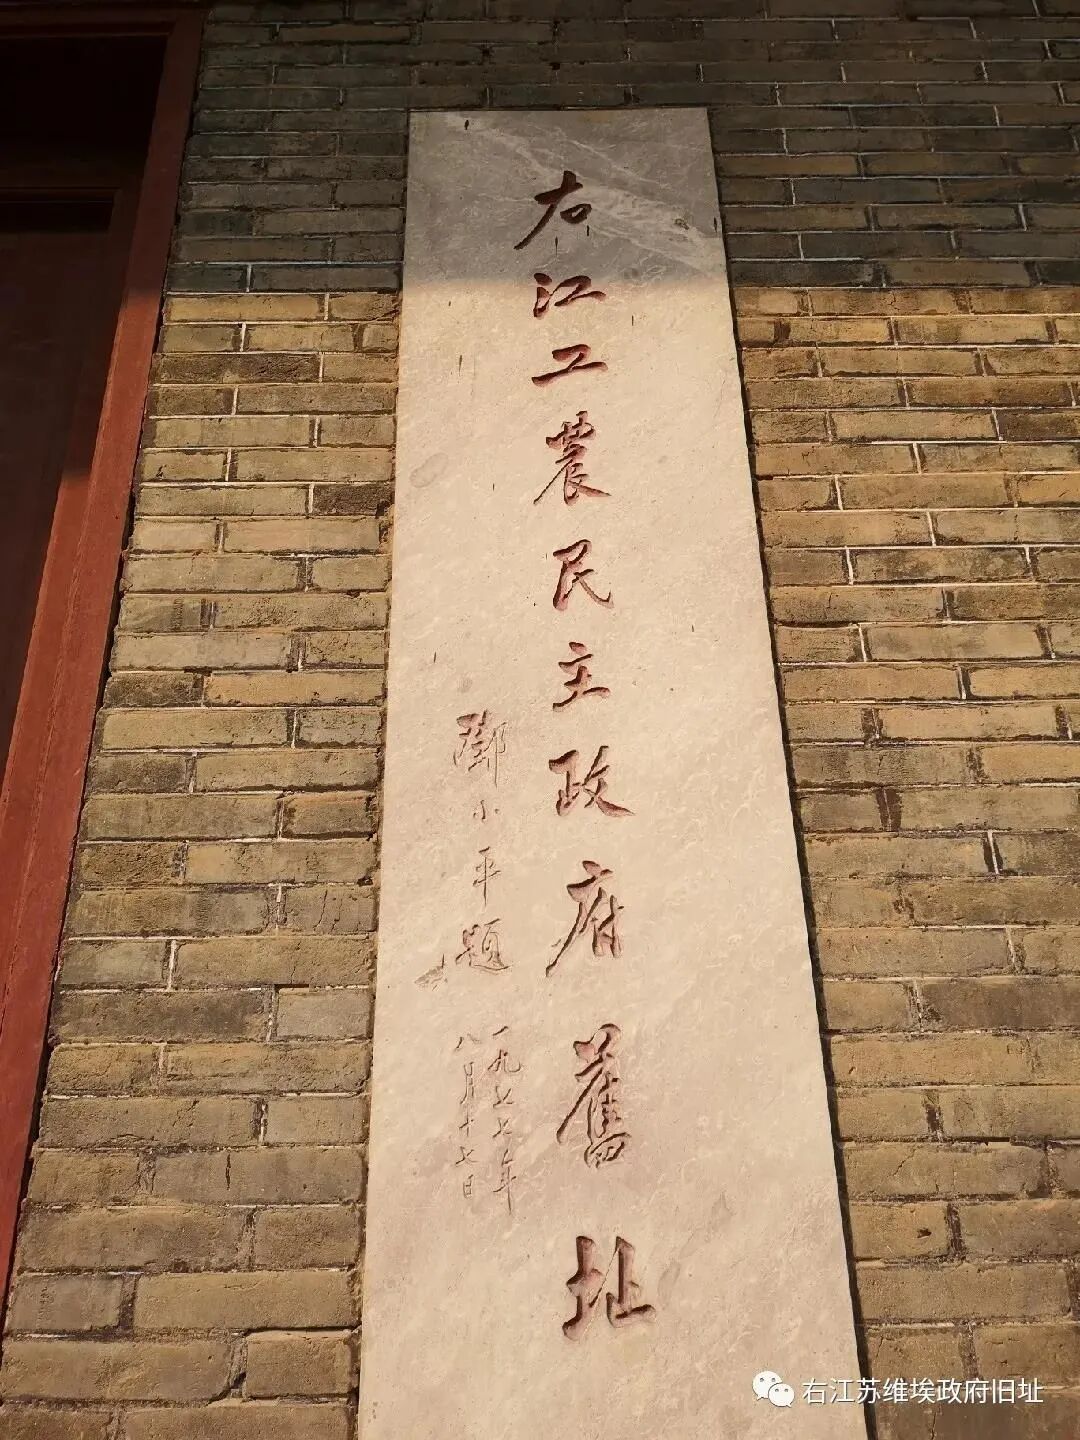 右江工農民主政府舊址
鄧小平題
一九七七年
八月十七日
右江苏维埃政府旧址